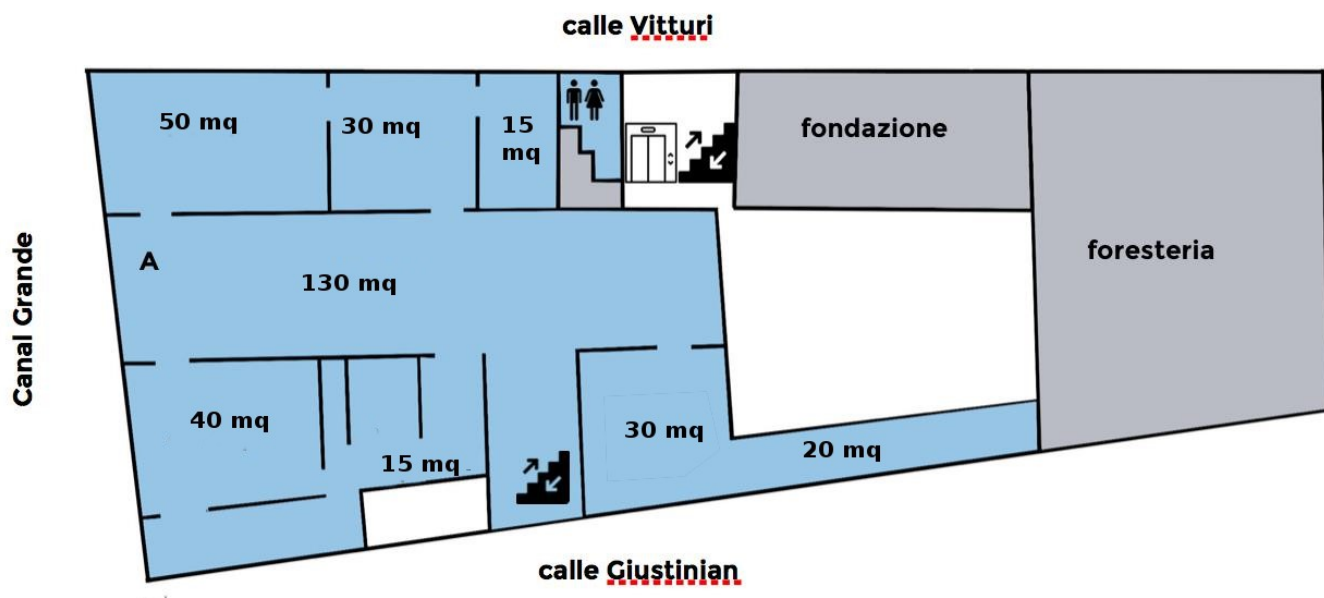 calle Vitturi
50 mq
30 mq
15
mq
fondazione
foresteria
Canal Grande
A
130 mq
40 mq
15 mq
30 mq
20 mq
calle Giustinian